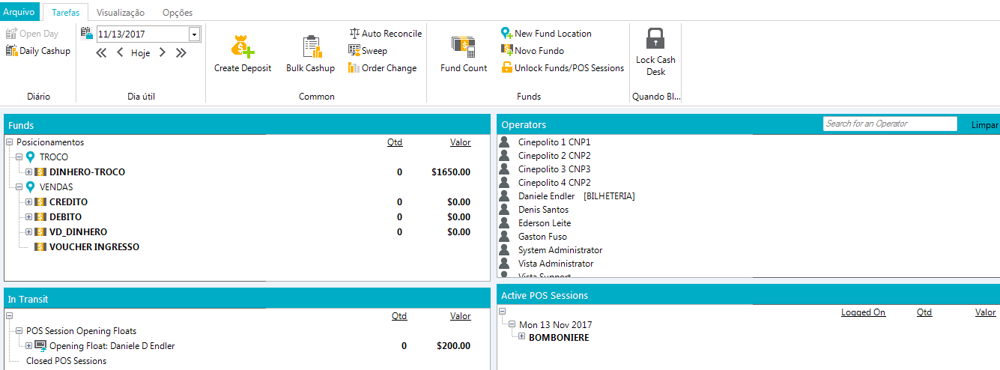 Arquivo Tarefas Visualização Opções
Open Day
Daily Cashup
Diário
11/13/2017
Hoje
Dia útil
Create Deposit
Bulk Cashup
Auto Reconcile
Sweep
Order Change
Common
Fund Count
New Fund Location
Novo Fundo
Unlock Funds/POS Sessions
Funds
Lock Cash
Desk
Quando Bl...
Funds
Posicionamentos Qtd Valor
TROCO
DINHERO-TROCO 0 $1650.00
VENDAS
CREDITO 0 $0.00
DEBITO 0 $0.00
VD_DINHERO 0 $0.00
VOUCHER INGRESSO
Operators Search for an Operator Limpar
Cinepolito 1 CNP1
Cinepolito 2 CNP2
Cinepolito 3 CNP3
Cinepolito 4 CNP2
Daniele Endler [BILHETERIA]
Denis Santos
Ederson Leite
Gaston Fuso
System Administrator
Vista Administrator
Vista Support
In Transit
Qtd Valor
POS Session Opening Floats
Opening Float: Daniele D Endler 0 $200.00
Closed POS Sessions
Active POS Sessions
Logged On Qtd Valor
Mon 13 Nov 2017
BOMBONIERE